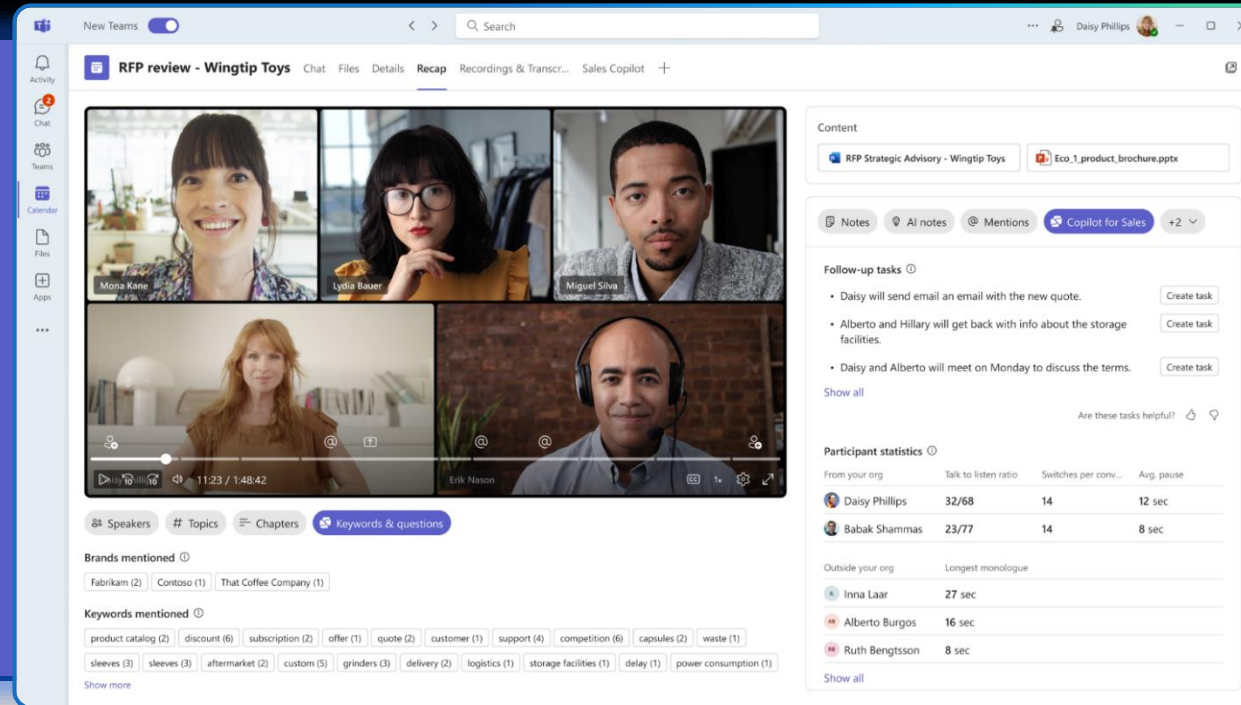 New Teams
Search
Daisy Phillips
Activity
2
Chat
Teams
Calendar
Files
Apps
RFP review - Wingtip Toys Chat Files Details Recap Recordings & Transcr... Sales Copilot
Mona Kane
Lydia Bauer
Miguel Silva
Daisy Phillips
Erik Nason
10 10 11:23 / 1:48:42
CC 1x
Speakers # Topics Chapters Keywords & questions
Brands mentioned
Fabrikam (2) Contoso (1) That Coffee Company (1)
Keywords mentioned
product catalog (2) discount (6) subscription (2) offer (1) quote (2) customer (1) support (4) competition (6) capsules (2) waste (1)
sleeves (3) sleeves (3) aftermarket (2) custom (5) grinders (3) delivery (2) logistics (1) storage facilities (1) delay (1) power consumption (1)
Show more
Content
RFP Strategic Advisory - Wingtip Toys
Eco_1_product_brochure.pptx
Notes AI notes @ Mentions Copilot for Sales +2
Follow-up tasks
• Daisy will send email an email with the new quote. Create task
• Alberto and Hillary will get back with info about the storage Create task
facilities.
• Daisy and Alberto will meet on Monday to discuss the terms. Create task
Show all
Are these tasks helpful?
Participant statistics
From your org Talk to listen ratio Switches per conv... Avg. pause
Daisy Phillips 32/68 14 12 sec
Babak Shammas 23/77 14 8 sec
Outside your org Longest monologue
Inna Laar 27 sec
Alberto Burgos 16 sec
Ruth Bengtsson 8 sec
Show all